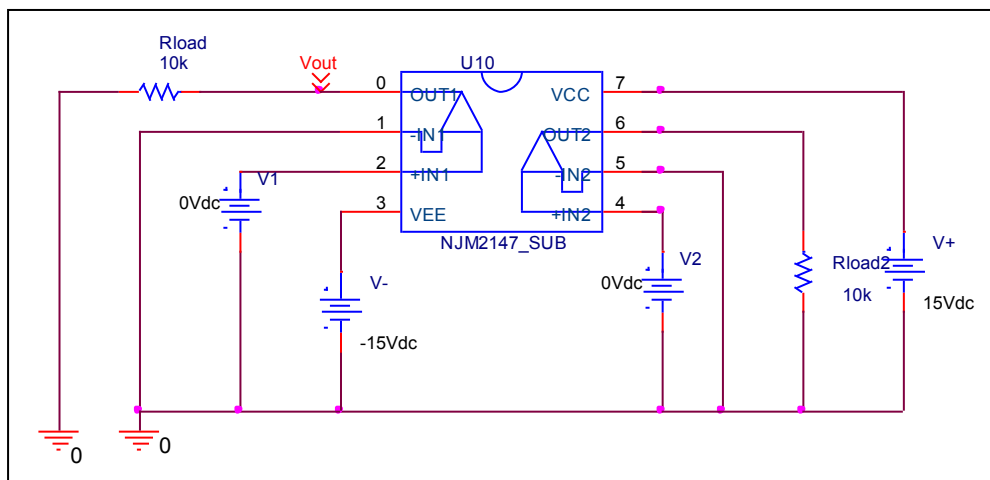 Rload
10k
Vout
U10
0
OUT1
VCC
7
1
-IN1
OUT2
6
2
+IN1
-IN2
5
3
VEE
+IN2
4
NJM2147_SUB
V1
0Vdc
V-
-15Vdc
V2
0Vdc
Rload2
10k
V+
15Vdc
0
0